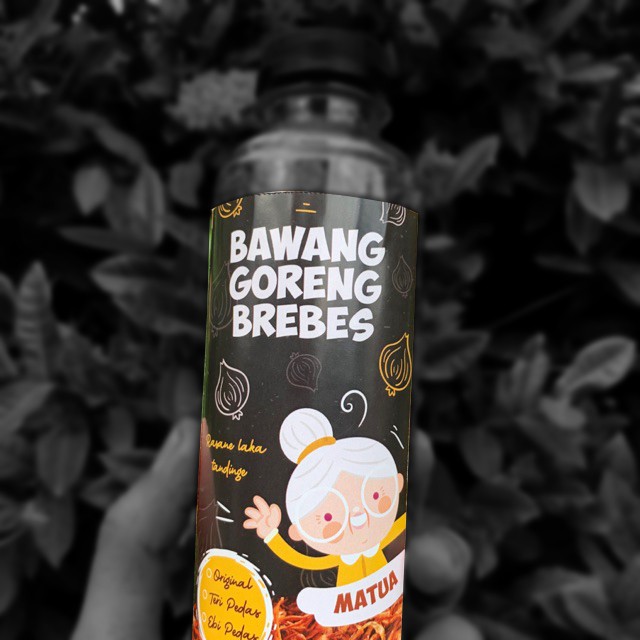 BAWANG
GORENG
BREBES
Rasane laka
tandinge
Original
Teri Pedas
Ebi Pedas
MATUA